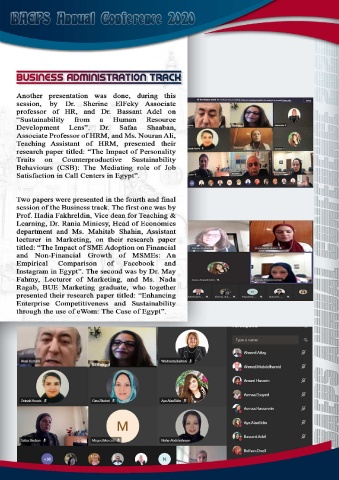 BAEPS Annual Conference 2020
BUSINESS ADMINISTRATION TRACK
Another presentation was done, during this
session, by Dr. Sherine ElFeky Associate
professor of HR, and Dr. Bassant Adel on
“Sustainability from a Human Resource
Development Lens”. Dr. Safaa Shaaban,
Associate Professor of HRM, and Ms. Nouran Ali,
Teaching Assistant of HRM, presented their
research paper titled: “The Impact of Personality
Traits on Counterproductive Sustainability
Behaviours (CSB): The Mediating role of Job
Satisfaction in Call Centers in Egypt”.
Two papers were presented in the fourth and final
session of the Business track. The first one was by
Prof. Hadia Fakhreldin, Vice dean for Teaching &
Learning, Dr. Rania Miniesy, Head of Economics
department and Ms. Mahitab Shahin, Assistant
lecturer in Marketing, on their research paper
titled: “The Impact of SME Adoption on Financial
and Non-Financial Growth of MSMEs: An
Empirical Comparison of Facebook and
Instagram in Egypt”. The second was by Dr. May
Fahmy, Lecturer of Marketing, and Ms. Nada
Ragab, BUE Marketing graduate, who together
presented their research paper titled: “Enhancing
Enterprise Competitiveness and Sustainability
through the use of eWom: The Case of Egypt”.
Type a name
M
N